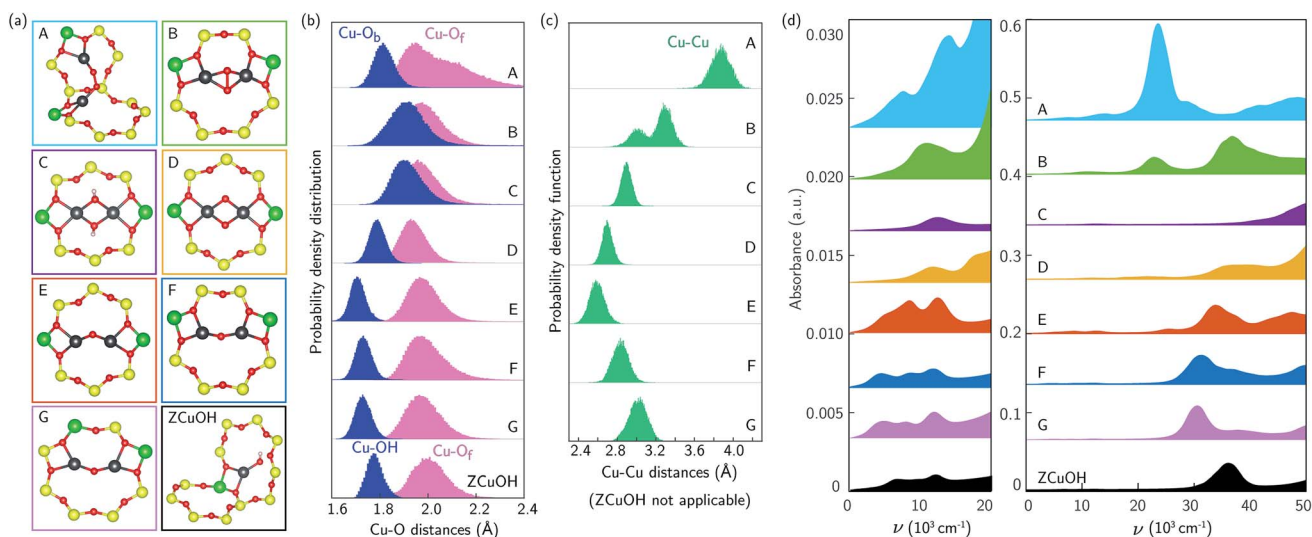 (a)
A
B
C
D
E
F
G
ZCuOH
(b)
Cu-Ob
Cu-Of
Probability density distribution
A
B
C
D
E
F
G
Cu-OH
Cu-Of
ZCuOH
1.6
1.8
2.0
2.2
2.4
Cu-O distances (Å)
(c)
Cu-Cu
Probability density function
A
B
C
D
E
F
G
2.4
2.8
3.2
3.6
4.0
Cu-Cu distances (Å)
(ZCuOH not applicable)
(d)
Absorbance (a.u.)
0.030
0.025
0.020
0.015
0.010
0.005
0
0
10
20
ν (10³ cm⁻¹)
0.6
0.5
0.4
0.3
0.2
0.1
0
A
B
C
D
E
F
G
ZCuOH
10
20
30
40
50
ν (10³ cm⁻¹)